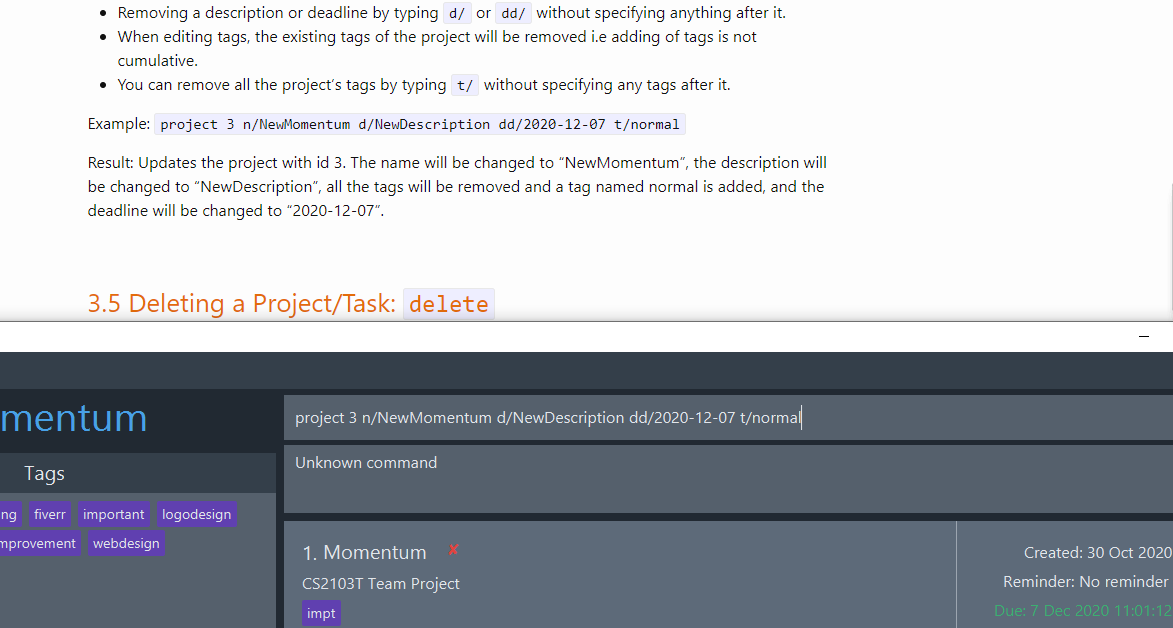 Removing a description or deadline by typing d/ or dd/ without specifying anything after it.
When editing tags, the existing tags of the project will be removed i.e adding of tags is not
cumulative.
You can remove all the project's tags by typing t/ without specifying any tags after it.
Example: project 3 n/NewMomentum d/NewDescription dd/2020-12-07 t/normal
Result: Updates the project with id 3. The name will be changed to “NewMomentum”, the description will
be changed to “NewDescription”, all the tags will be removed and a tag named normal is added, and the
deadline will be changed to “2020-12-07”.
3.5 Deleting a Project/Task: delete
mentum
project 3 n/NewMomentum d/NewDescription dd/2020-12-07 t/normal
Unknown command
Tags
ng fiverr important logodesign
mprovement webdesign
1. Momentum ✘
CS2103T Team Project
impt
Created: 30 Oct 2020
Reminder: No reminder
Due: 7 Dec 2020 11:01:12